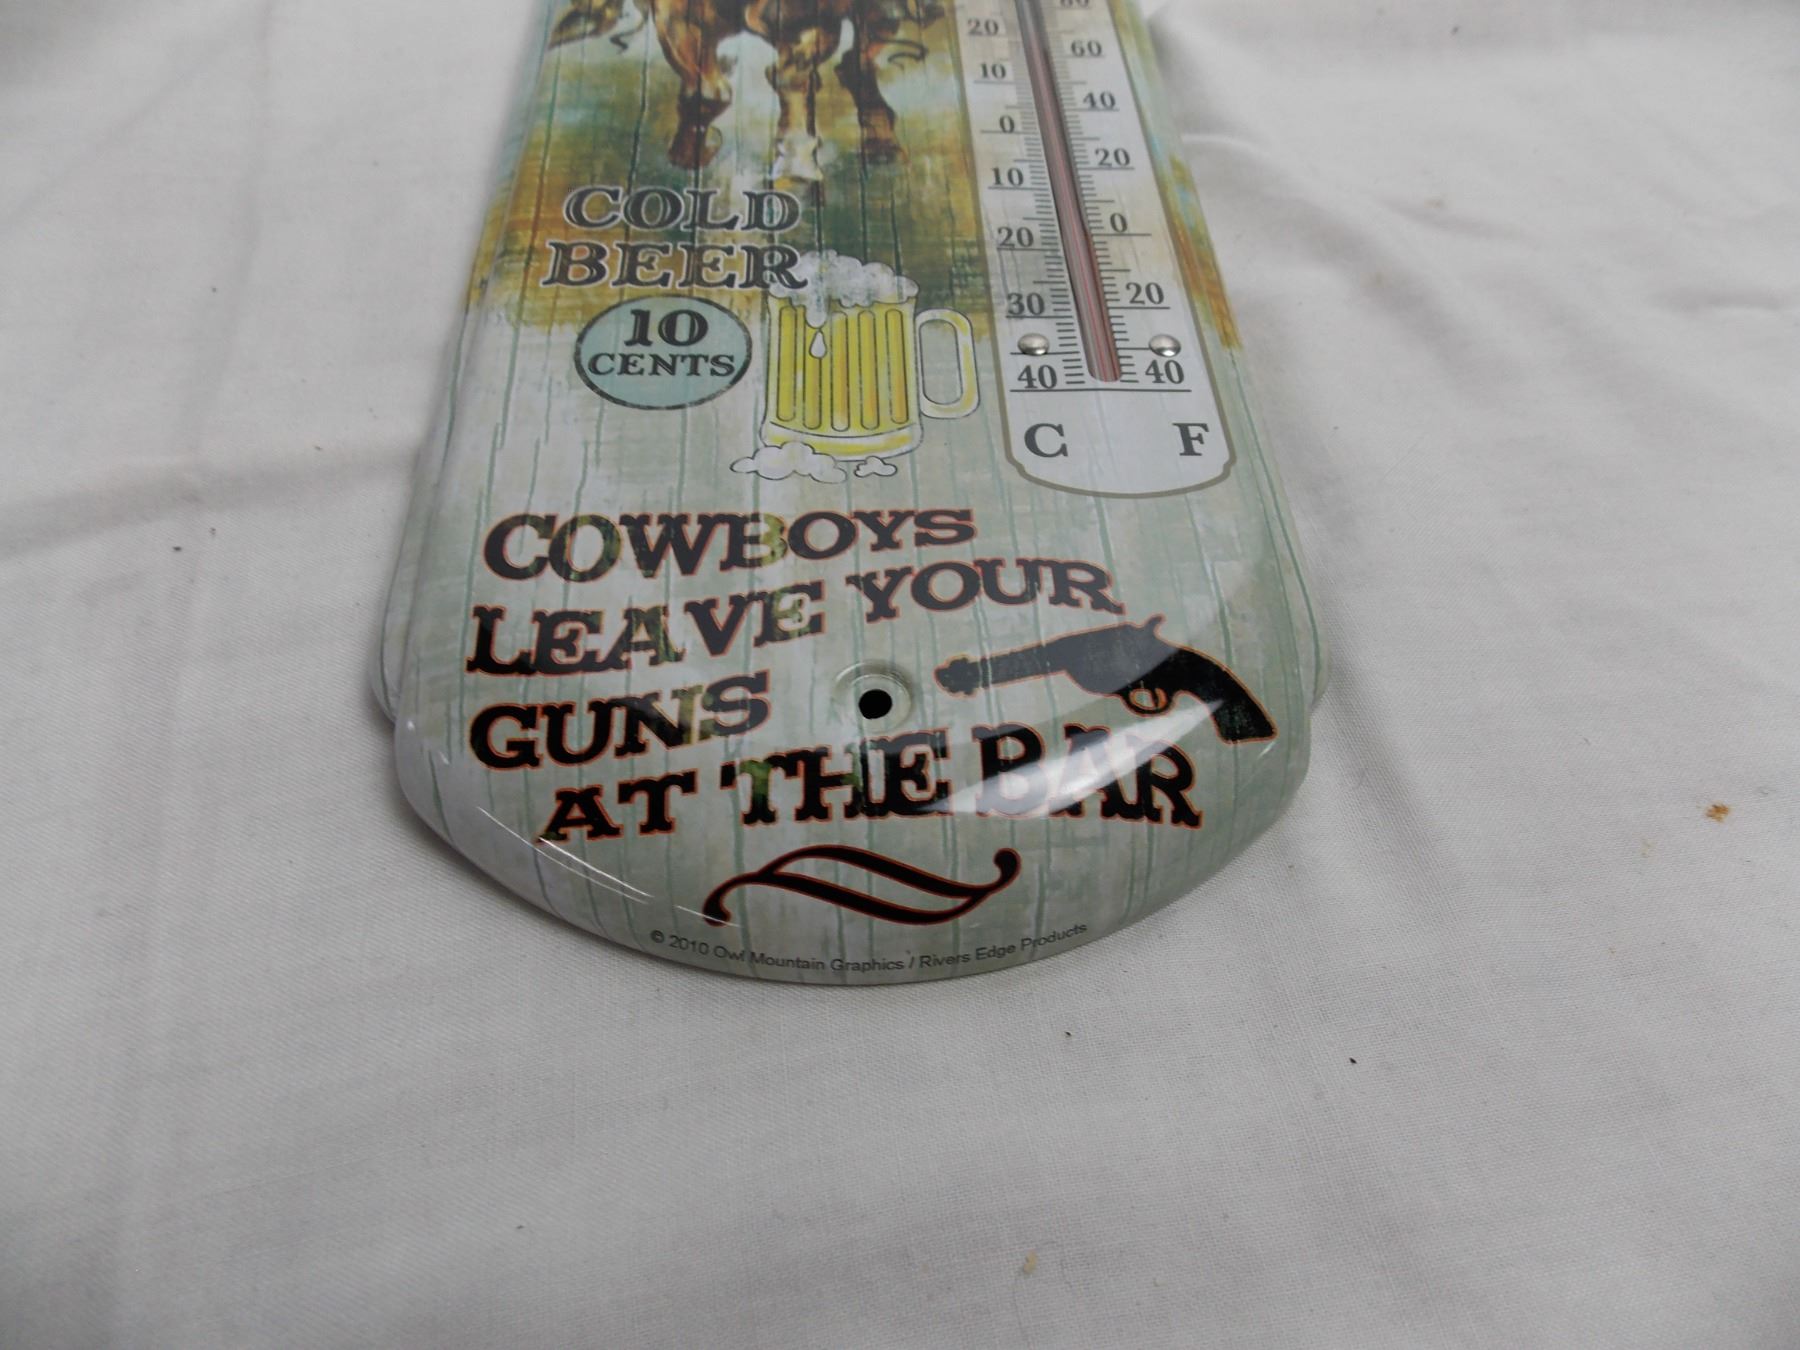 COLD
BEER
10
CENTS
80
20
60
10
40
0
20
10
0
20
20
30
40
40
C F
COWBOYS
LEAVE YOUR
GUNS
AT THE BAR
© 2010 Owl Mountain Graphics / Rivers Edge Products